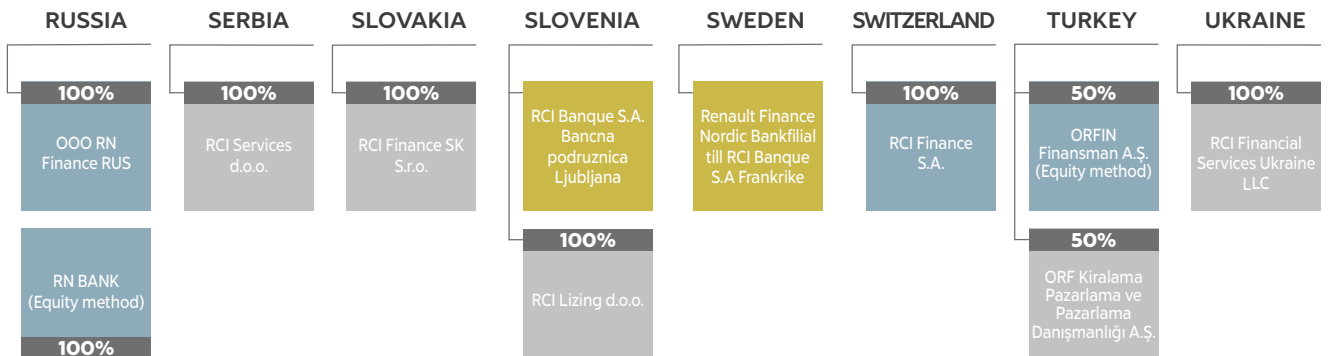 RUSSIA
100%
OOO RN
Finance RUS
RN BANK
(Equity method)
100%
SERBIA
100%
RCI Services
d.o.o.
SLOVAKIA
100%
RCI Finance SK
S.r.o.
SLOVENIA
RCI Banque S.A.
Bancna
podruznica
Ljubljana
100%
RCI Lizing d.o.o.
SWEDEN
Renault Finance
Nordic Bankfilial
till RCI Banque
S.A Frankrike
SWITZERLAND
100%
RCI Finance
S.A.
TURKEY
50%
ORFIN
Finansman A.Ş.
(Equity method)
50%
ORF Kiralama
Pazarlama ve
Pazarlama
Danışmanlığı A.Ş.
UKRAINE
100%
RCI Financial
Services Ukraine
LLC